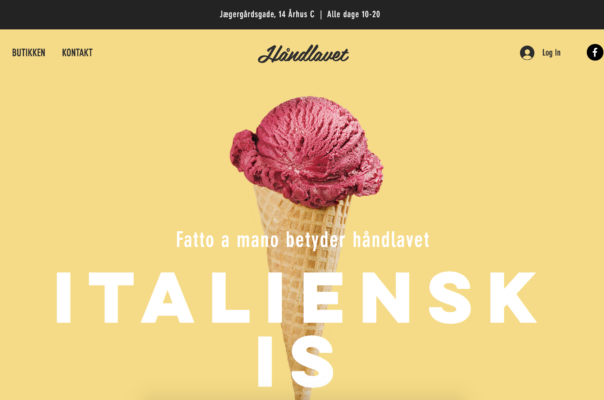 Jægergårdsgade, 14 Århus C | Alle dage 10-20
BUTIKKEN KONTAKT Håndlavet Log In f
Fatto a mano betyder håndlavet
ITALIENSK
IS